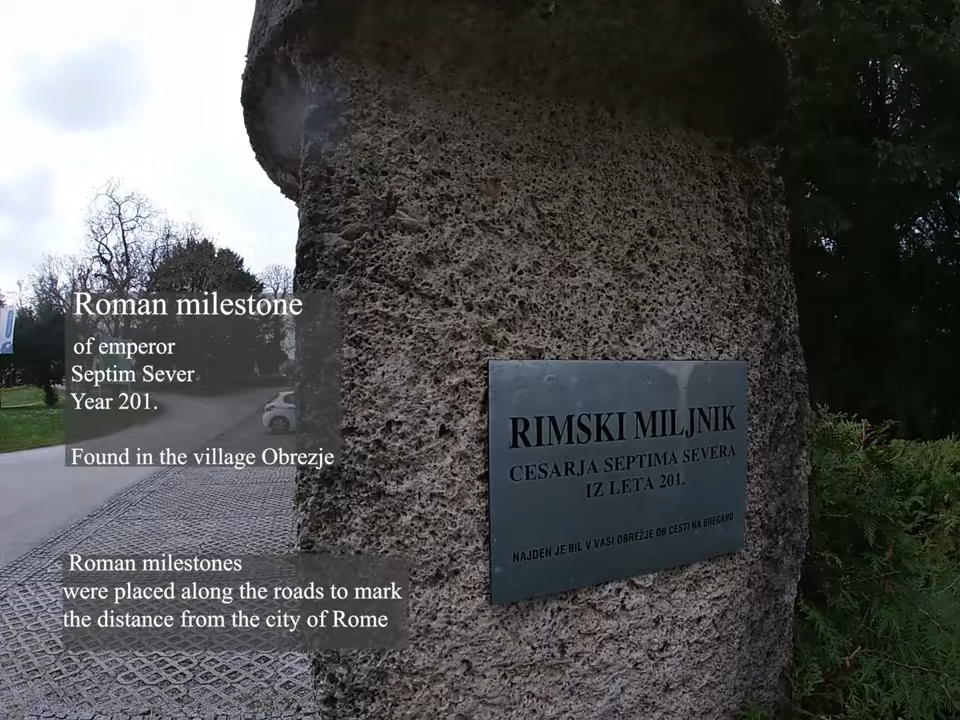 Roman milestone
of emperor
Septim Sever
Year 201.
Found in the village Obrezje
Roman milestones
were placed along the roads to mark
the distance from the city of Rome
RIMSKI MILJNIK
CESARJA SEPTIMA SEVERA
IZ LETA 201.
NAJDEN JE BIL V VASI OBREŽJE OB CESTI NA BREGANO